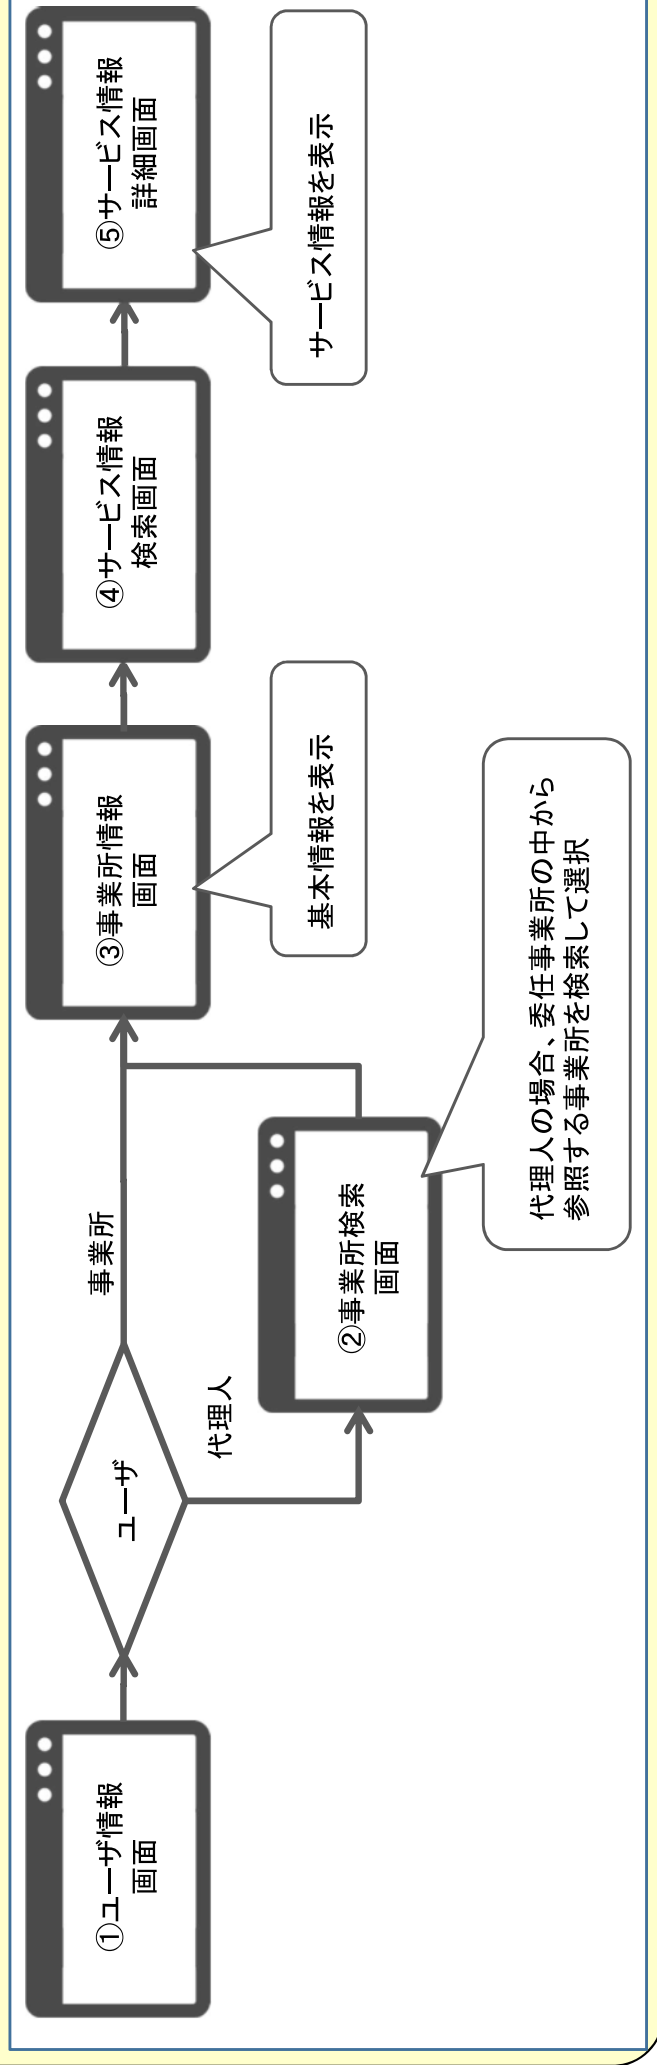 ①ユーザ情報
画面
ユーザ
事業所
代理人
②事業所検索
画面
代理人の場合、委任事業所の中から
参照する事業所を検索して選択
③事業所情報
画面
基本情報を表示
④サービス情報
検索画面
⑤サービス情報
詳細画面
サービス情報を表示